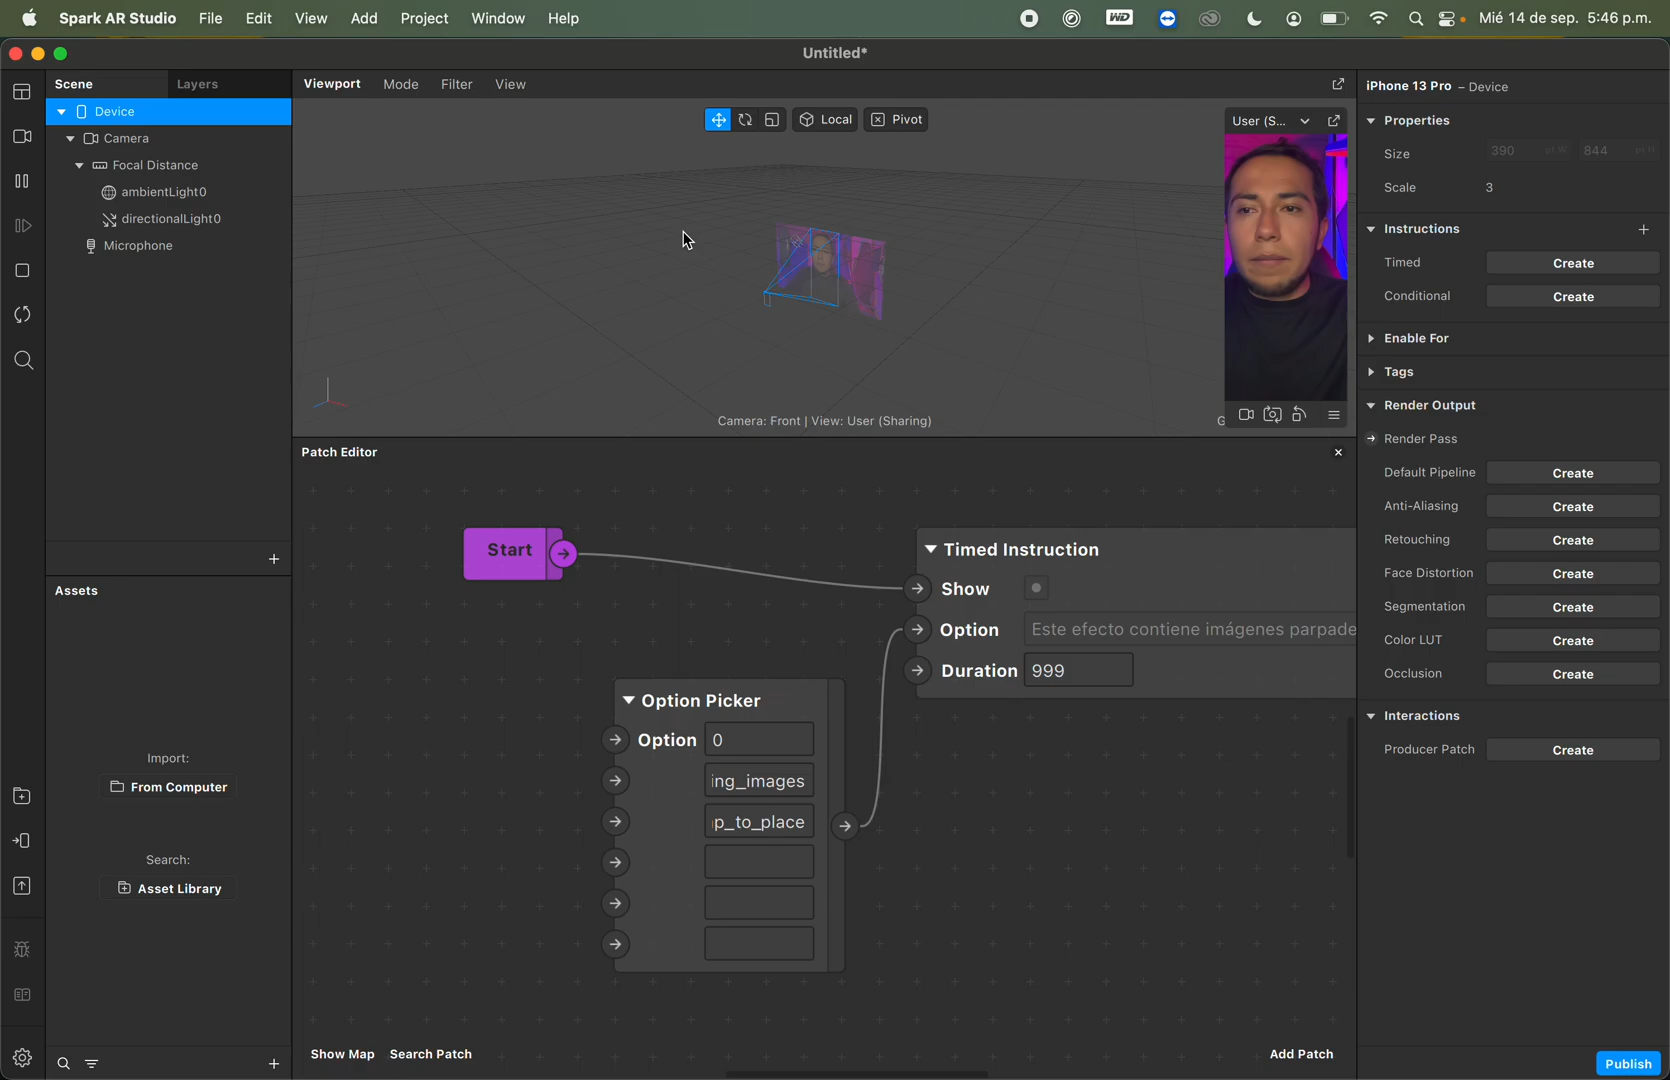 Spark AR Studio File Edit View Add Project Window Help WD Mié 14 de sep. 5:46 p.m.
Untitled*
Scene Layers
Device
Camera
Focal Distance
ambientLight0
directionalLight0
Microphone
Viewport Mode Filter View
Local Pivot
User (S...
Camera: Front | View: User (Sharing)
G
iPhone 13 Pro – Device
Properties
Size 390 pt W 844 pt H
Scale 3
Instructions
Timed Create
Conditional Create
Enable For
Tags
Render Output
Render Pass
Default Pipeline Create
Anti-Aliasing Create
Retouching Create
Face Distortion Create
Segmentation Create
Color LUT Create
Occlusion Create
Interactions
Producer Patch Create
Patch Editor
Start
Timed Instruction
Show
Option Este efecto contiene imágenes parpade
Duration 999
Option Picker
Option 0
ing_images
p_to_place
Show Map Search Patch Add Patch
Assets
Import:
From Computer
Search:
Asset Library
Publish